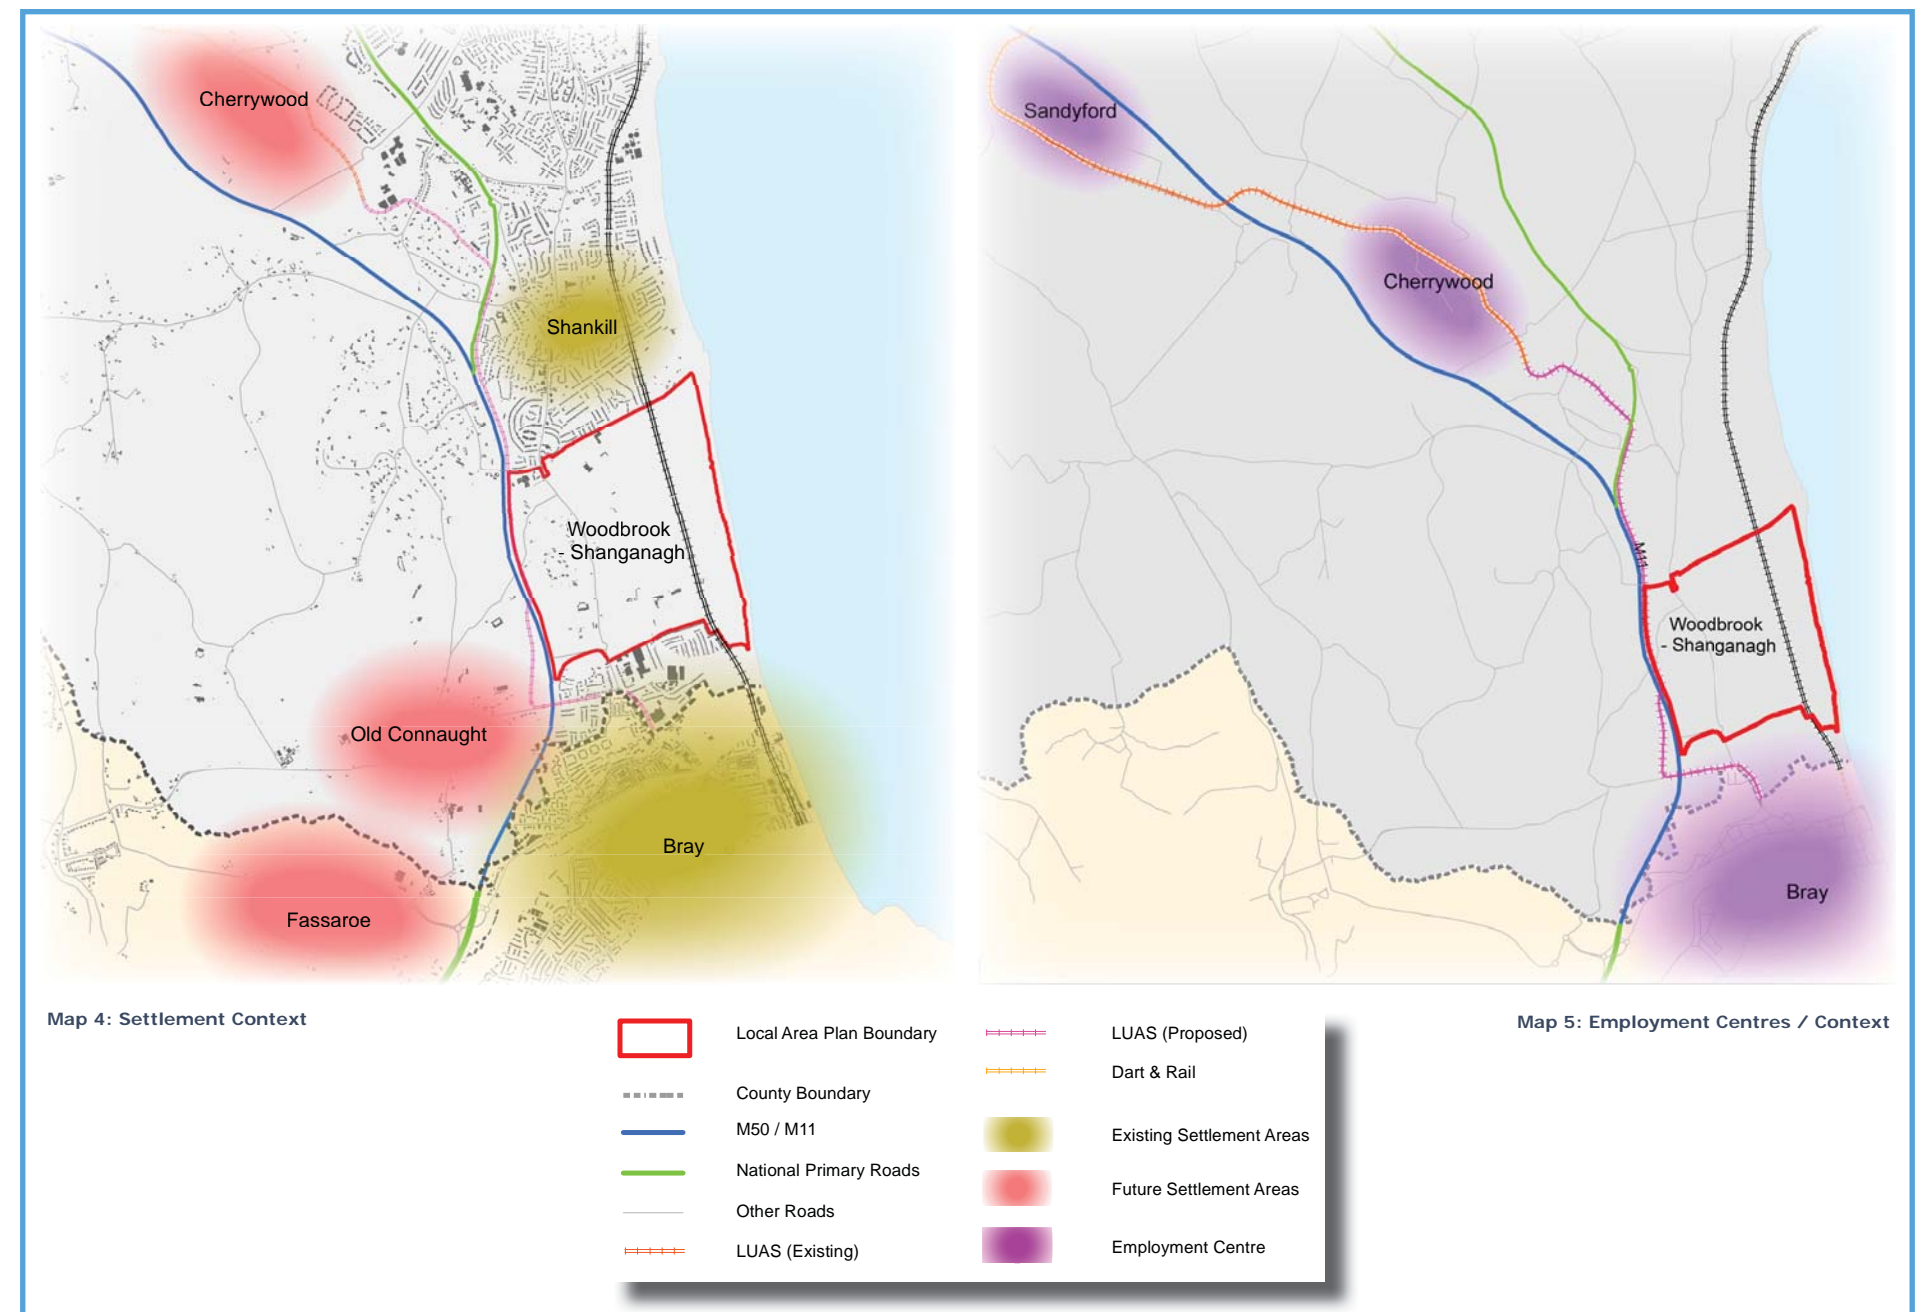 Cherrywood
Shankill
Woodbrook
- Shanganagh
Old Connaught
Bray
Fassaroe
Sandyford
Cherrywood
M11
Woodbrook
- Shanganagh
Bray
Map 4: Settlement Context
Map 5: Employment Centres / Context
Local Area Plan Boundary
County Boundary
M50 / M11
National Primary Roads
Other Roads
LUAS (Existing)
LUAS (Proposed)
Dart & Rail
Existing Settlement Areas
Future Settlement Areas
Employment Centre